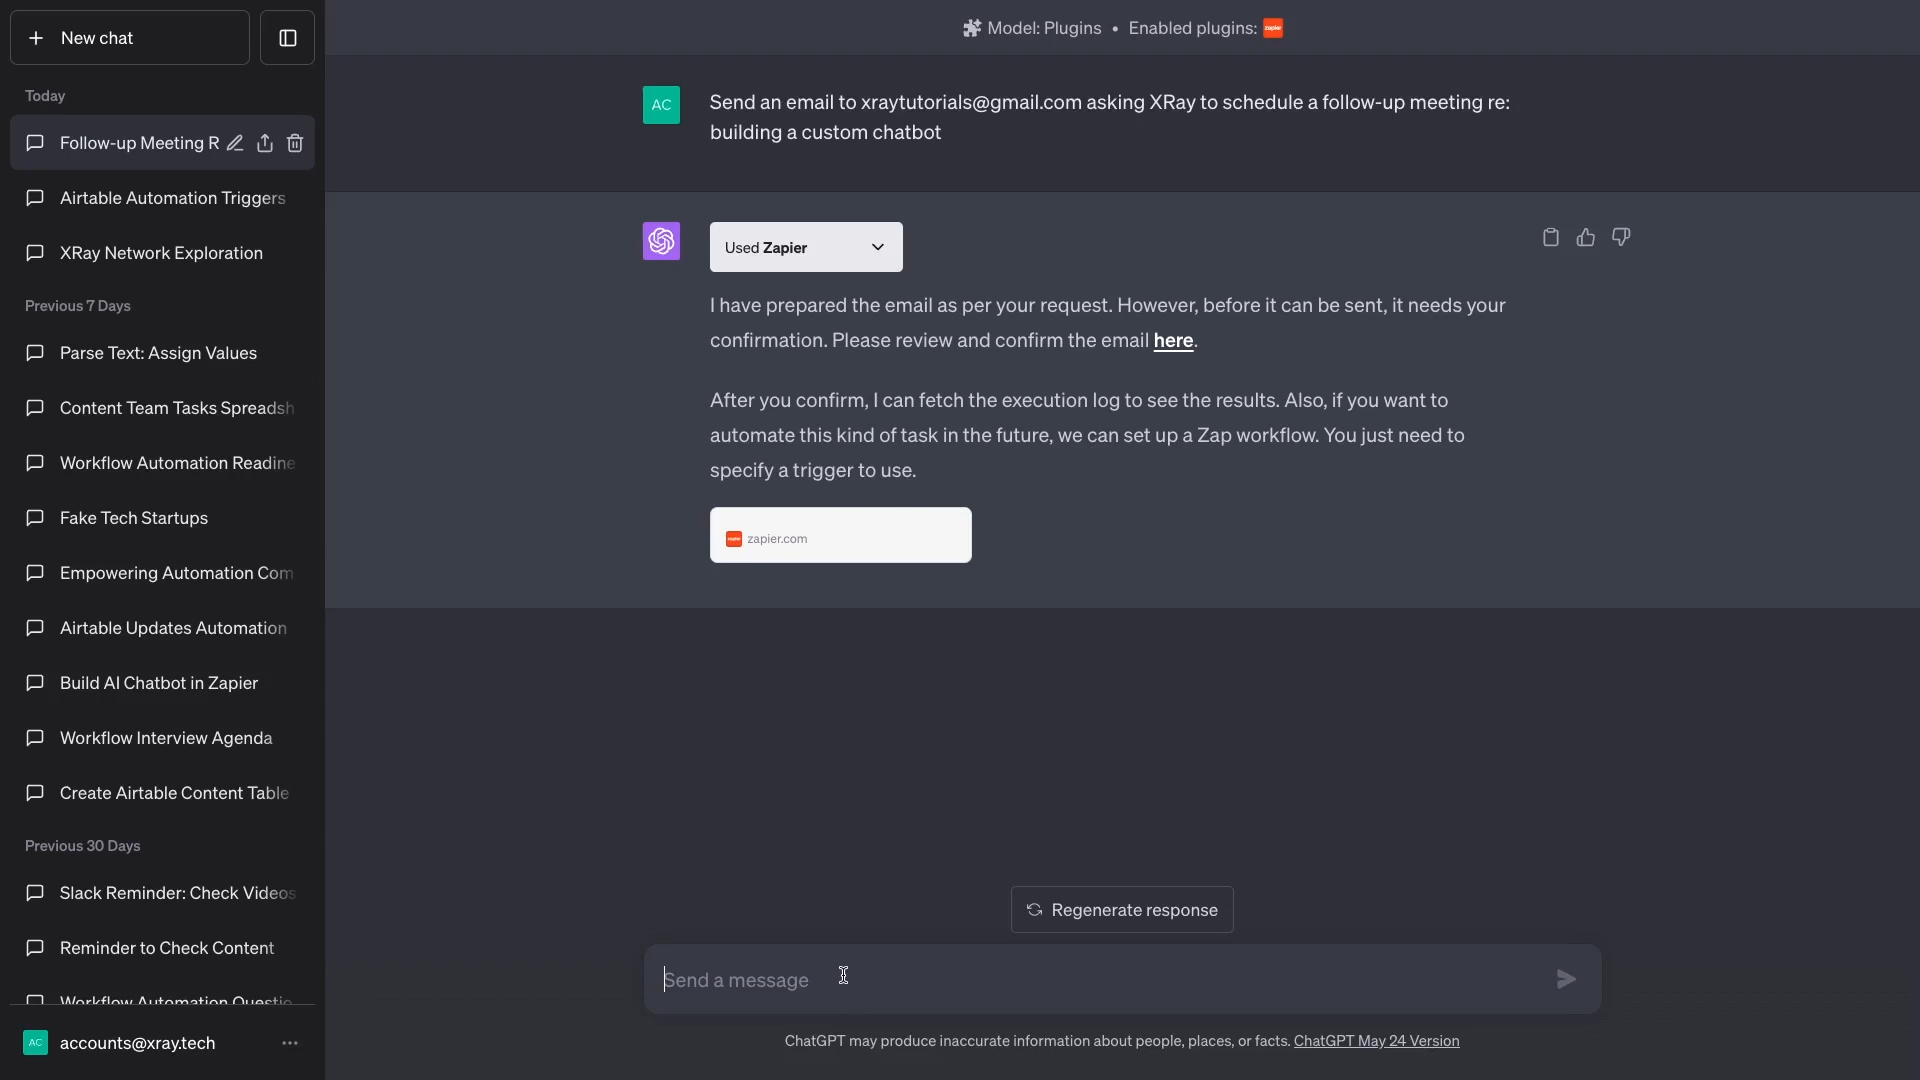 New chat
Model: Plugins • Enabled plugins: zapier
Today
Follow-up Meeting R
Airtable Automation Triggers
XRay Network Exploration
Previous 7 Days
Parse Text: Assign Values
Content Team Tasks Spreadsh
Workflow Automation Readine
Fake Tech Startups
Empowering Automation Com
Airtable Updates Automation
Build AI Chatbot in Zapier
Workflow Interview Agenda
Create Airtable Content Table
Previous 30 Days
Slack Reminder: Check Videos
Reminder to Check Content
Workflow Automation Questio
AC
accounts@xray.tech
AC
Send an email to xraytutorials@gmail.com asking XRay to schedule a follow-up meeting re:
building a custom chatbot
Used Zapier
I have prepared the email as per your request. However, before it can be sent, it needs your
confirmation. Please review and confirm the email here.
After you confirm, I can fetch the execution log to see the results. Also, if you want to
automate this kind of task in the future, we can set up a Zap workflow. You just need to
specify a trigger to use.
zapier zapier.com
Regenerate response
Send a message
ChatGPT may produce inaccurate information about people, places, or facts. ChatGPT May 24 Version